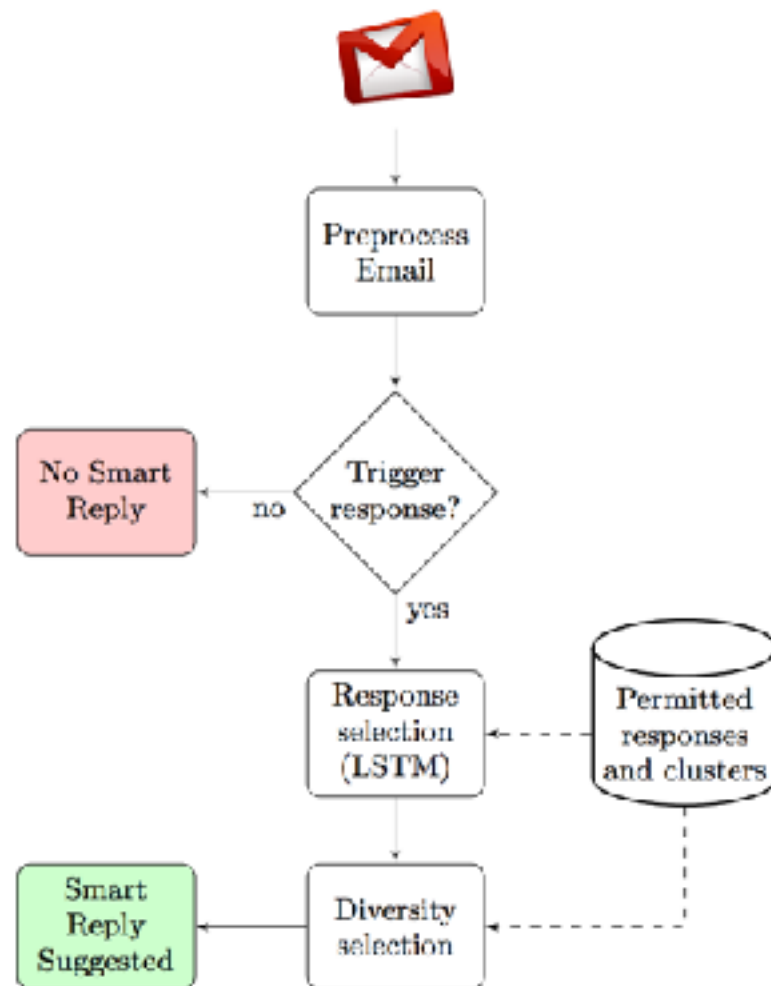 Preprocess
Email
Trigger
response?
no
No Smart
Reply
yes
Response
selection
(LSTM)
Permitted
responses
and clusters
Diversity
selection
Smart
Reply
Suggested